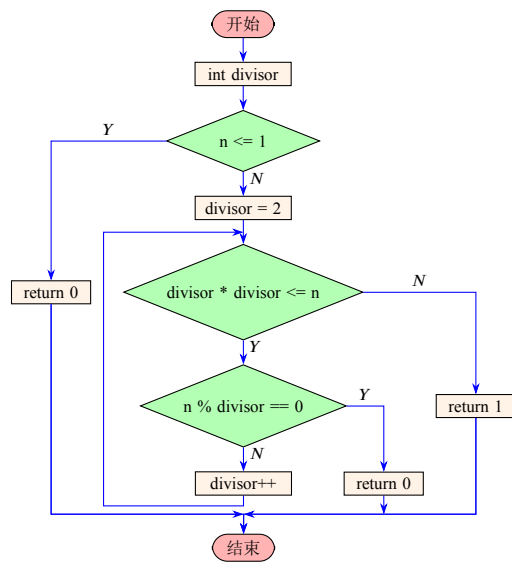 开始
int divisor
Y
n <= 1
N
divisor = 2
return 0
divisor * divisor <= n
N
Y
n % divisor == 0
Y
return 1
N
divisor++
return 0
结束